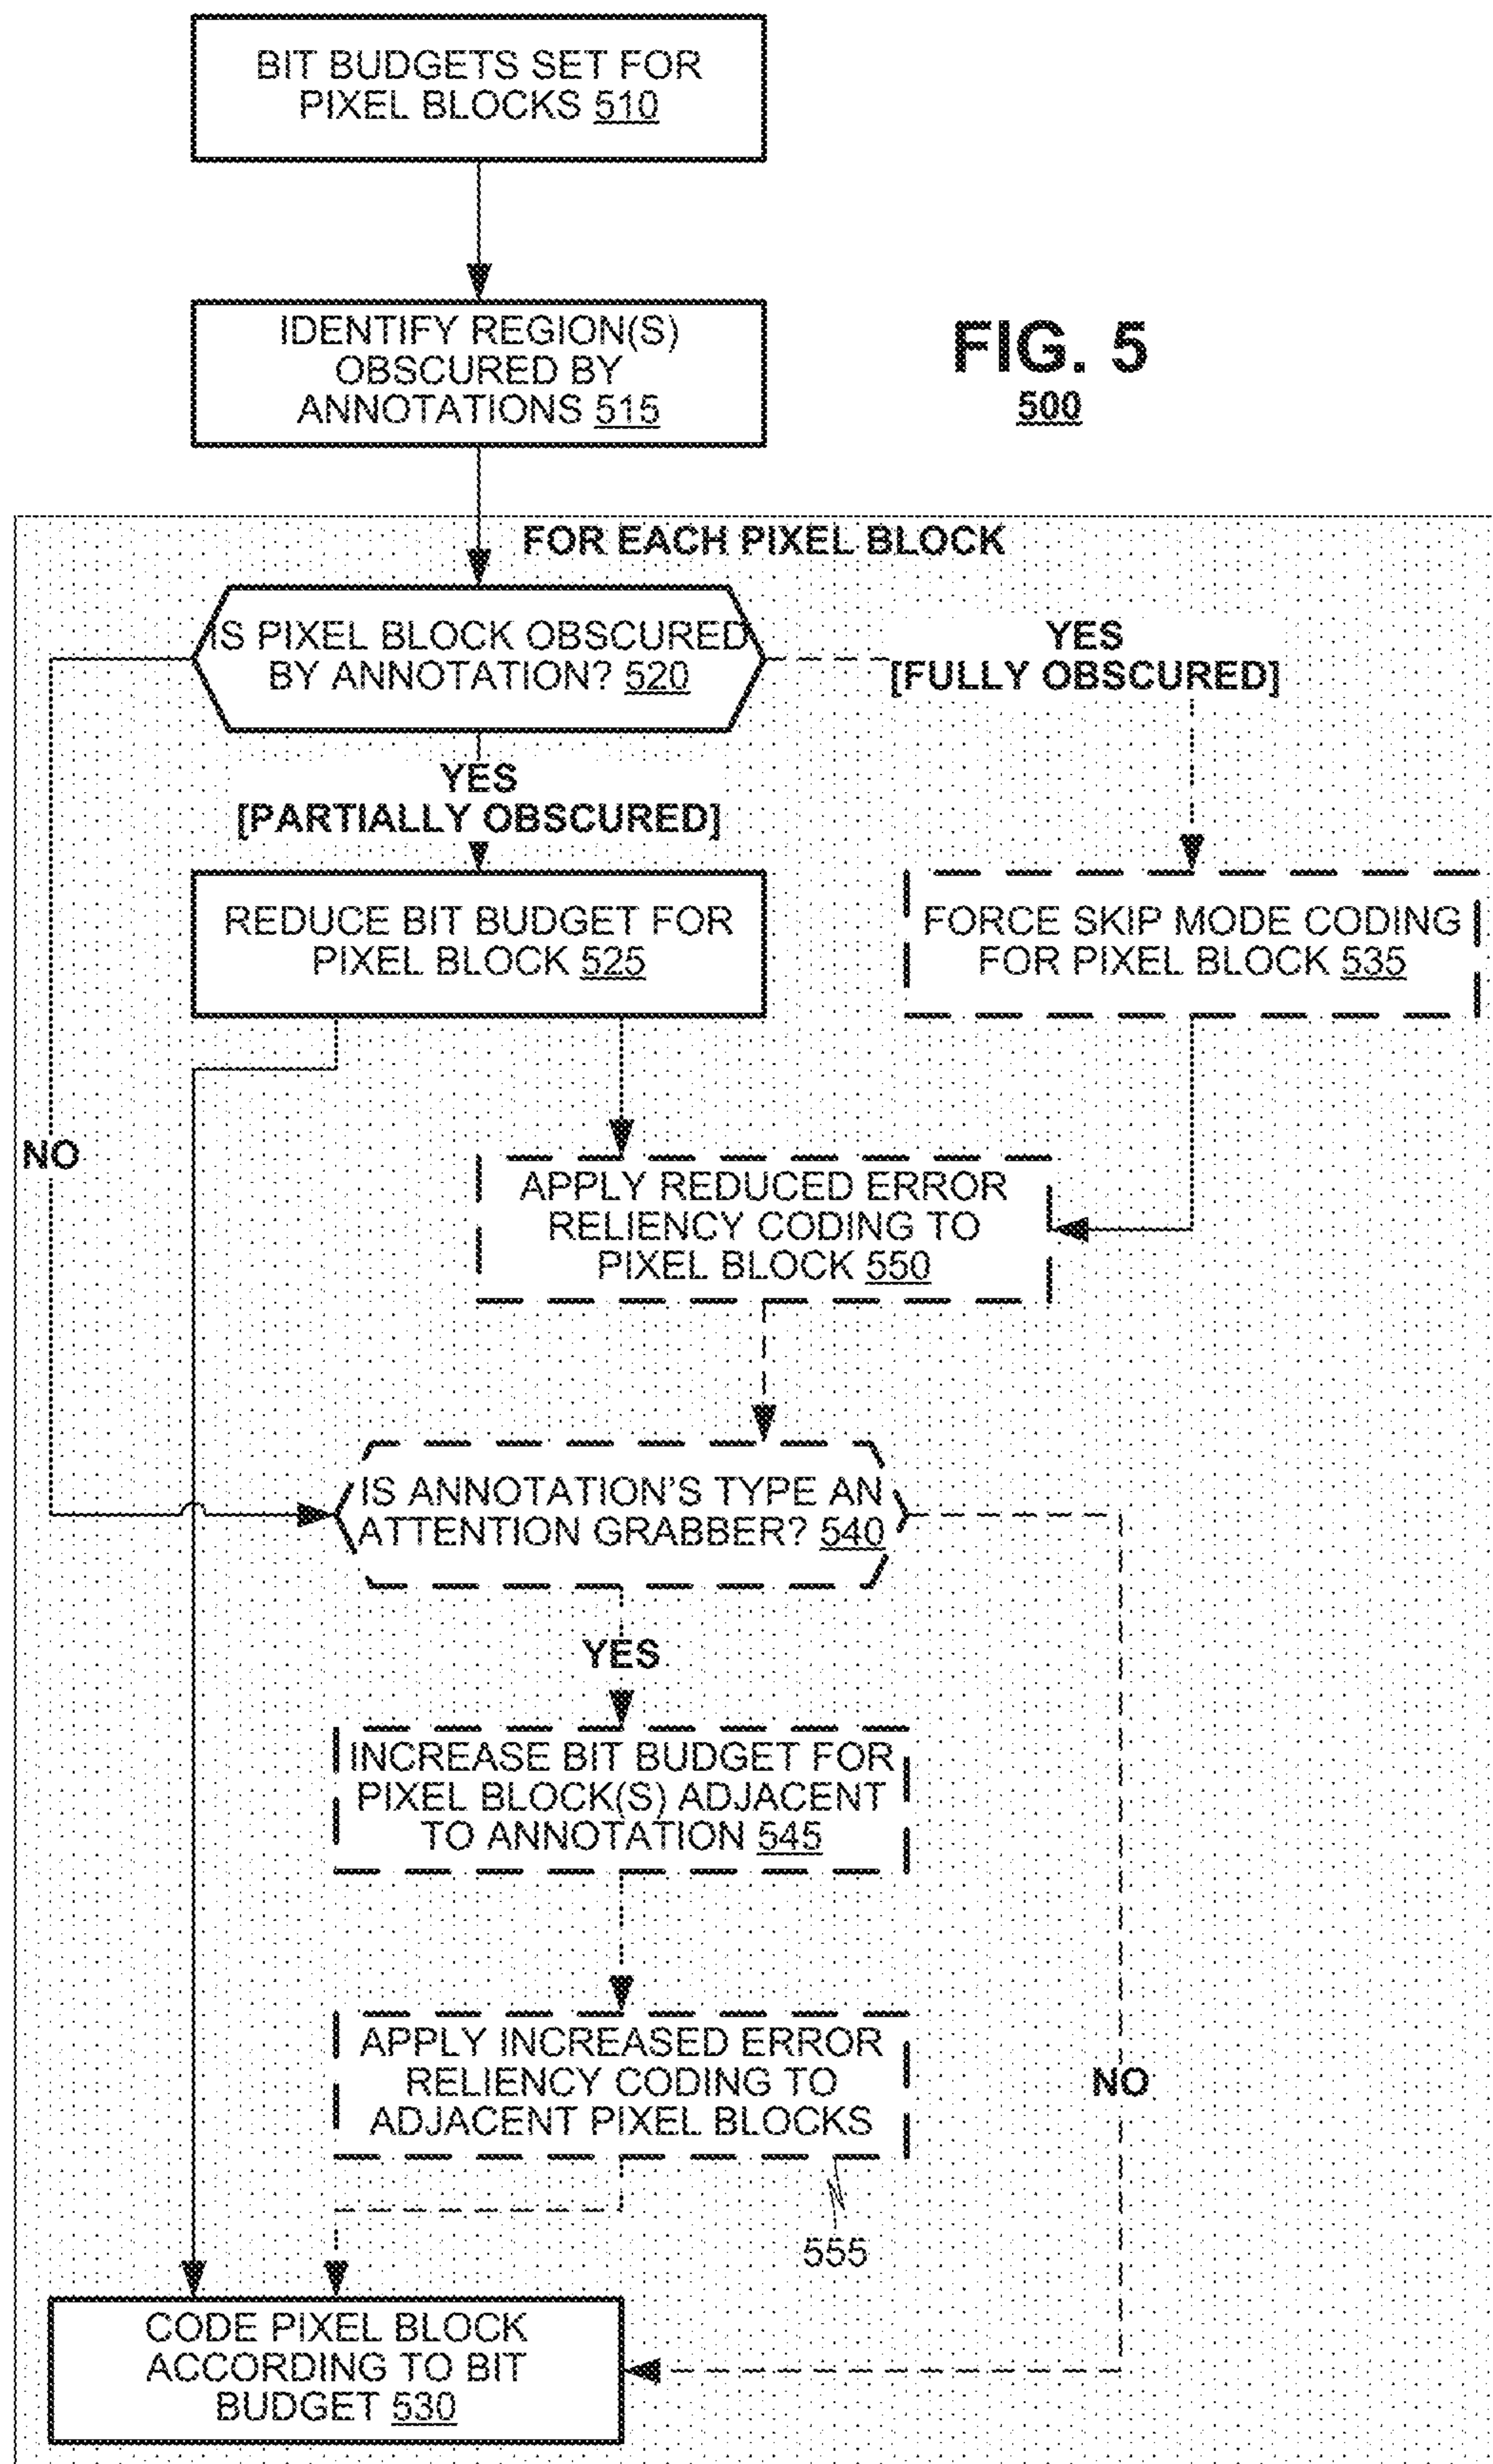 BIT BUDGETS SET FOR
PIXEL BLOCKS 510
IDENTIFY REGION(S)
OBSCURED BY
ANNOTATIONS 515
FIG. 5
500
FOR EACH PIXEL BLOCK
IS PIXEL BLOCK OBSCURED
BY ANNOTATION? 520
YES
[FULLY OBSCURED]
YES
[PARTIALLY OBSCURED]
REDUCE BIT BUDGET FOR
PIXEL BLOCK 525
FORCE SKIP MODE CODING
FOR PIXEL BLOCK 535
NO
APPLY REDUCED ERROR
RELIENCY CODING TO
PIXEL BLOCK 550
IS ANNOTATION'S TYPE AN
ATTENTION GRABBER? 540
YES
INCREASE BIT BUDGET FOR
PIXEL BLOCK(S) ADJACENT
TO ANNOTATION 545
APPLY INCREASED ERROR
RELIENCY CODING TO
ADJACENT PIXEL BLOCKS
NO
555
CODE PIXEL BLOCK
ACCORDING TO BIT
BUDGET 530